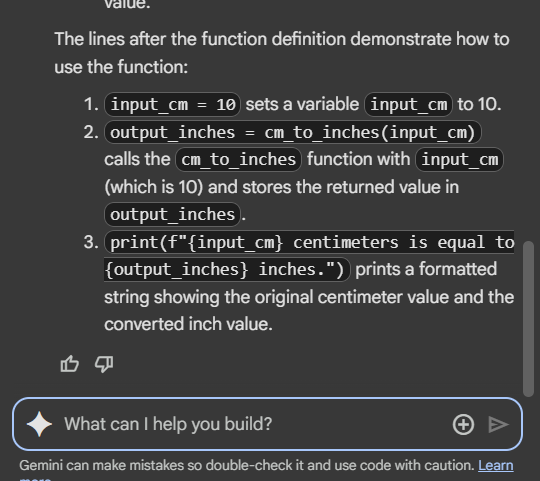 value.
The lines after the function definition demonstrate how to
use the function:
1. input_cm = 10 sets a variable input_cm to 10.
2. output_inches = cm_to_inches(input_cm)
calls the cm_to_inches function with input_cm
(which is 10) and stores the returned value in
output_inches.
3. print(f"{input_cm} centimeters is equal to
{output_inches} inches.") prints a formatted
string showing the original centimeter value and the
converted inch value.
What can I help you build?
Gemini can make mistakes so double-check it and use code with caution. Learn
more